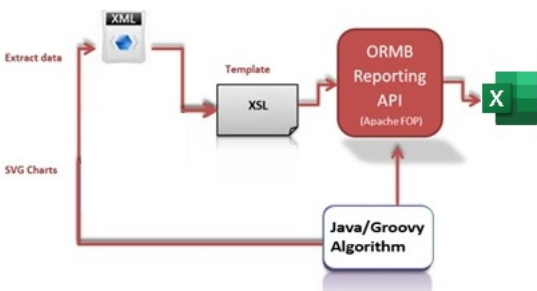 XML
Extract data
Template
XSL
ORMB
Reporting
API
(Apache FOP)
X
SVG Charts
Java/Groovy
Algorithm